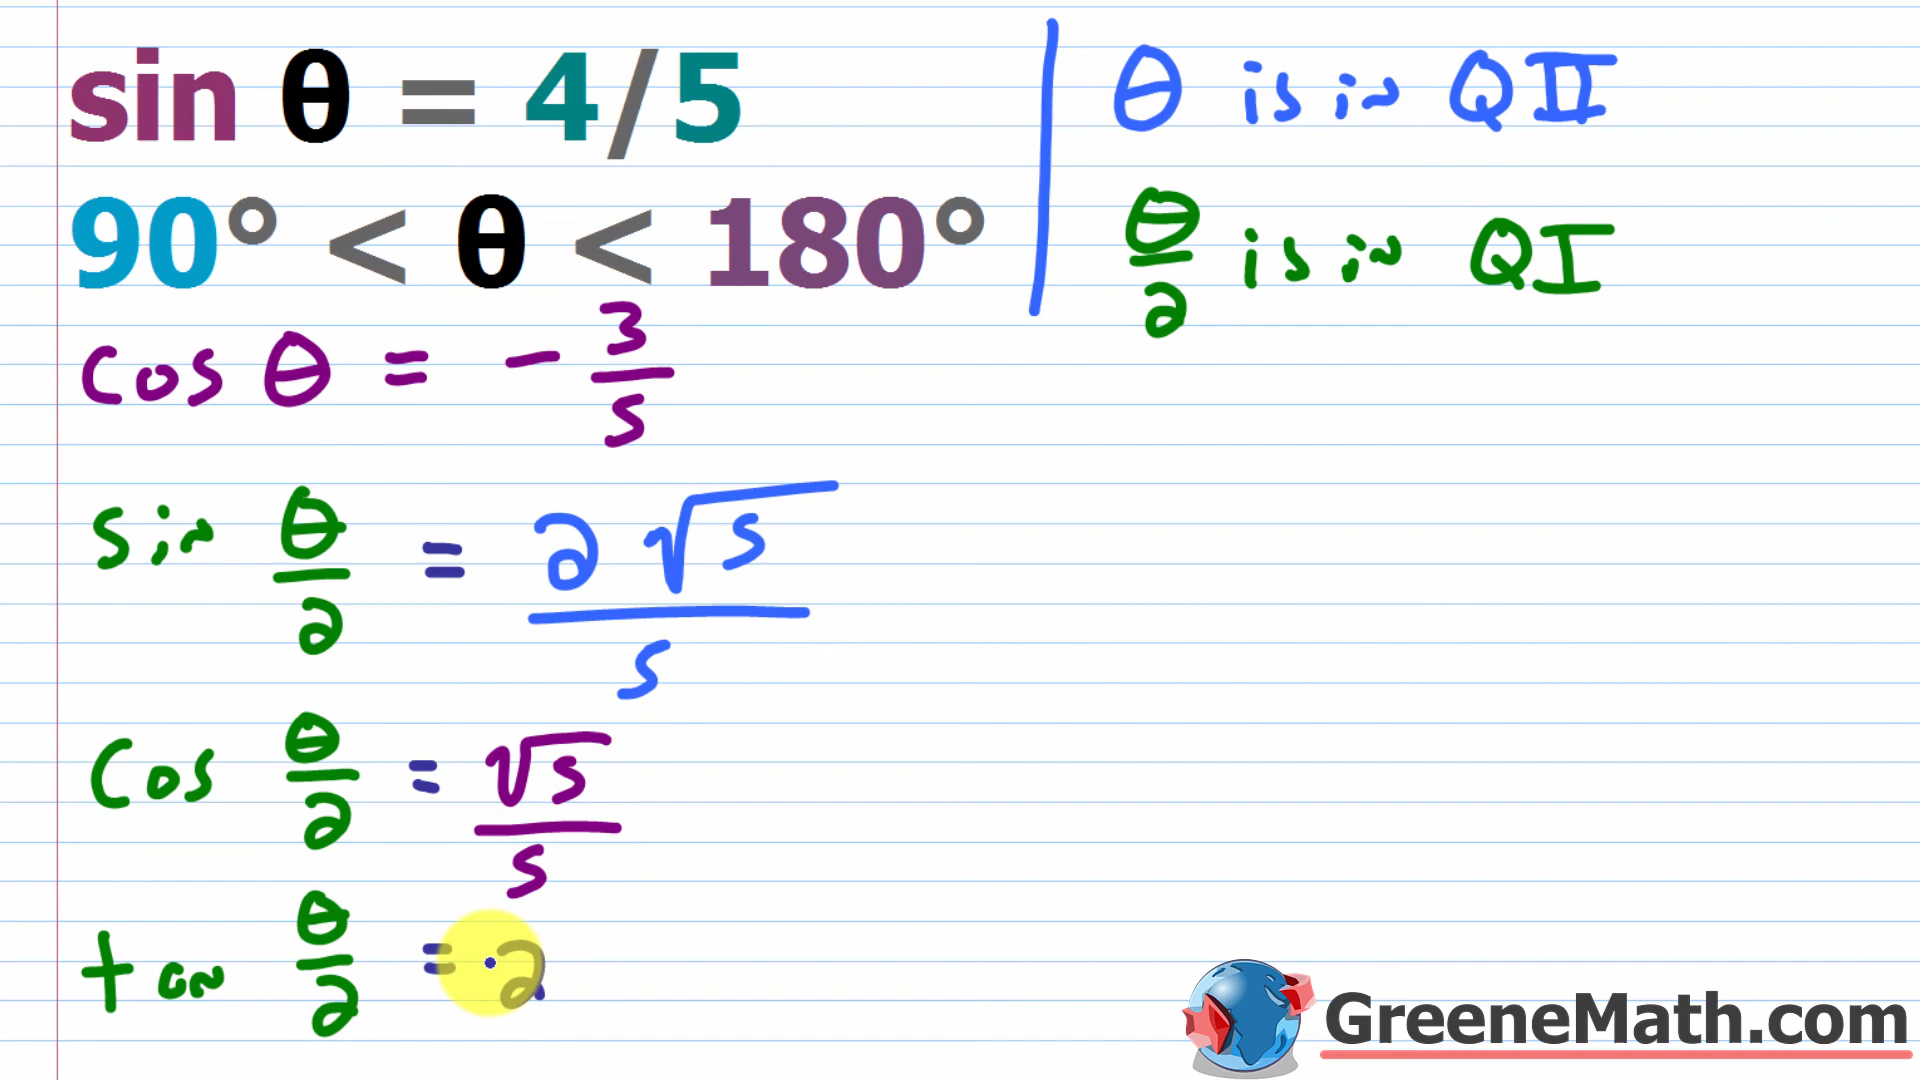 sin θ = 4/5
90° < θ < 180°
θ is in QII
θ/2 is in QI
cos θ = - 3/5
sin θ/2 = 2√5/5
cos θ/2 = √5/5
tan θ/2 = 2
GreeneMath.com